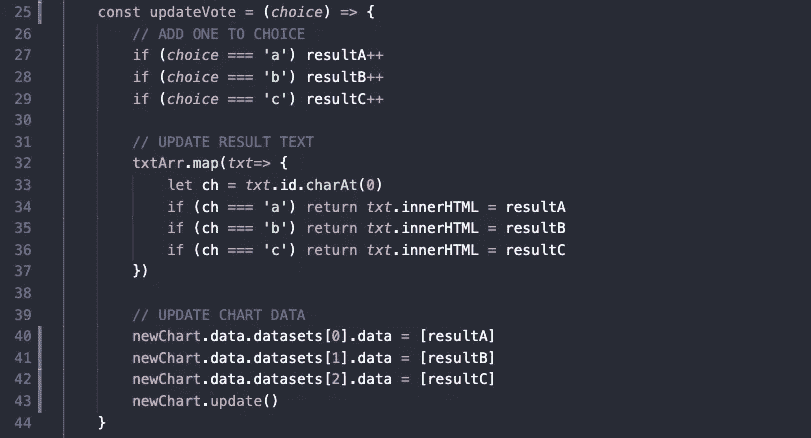 25 const updateVote = (choice) => {
26 // ADD ONE TO CHOICE
27 if (choice === 'a') resultA++
28 if (choice === 'b') resultB++
29 if (choice === 'c') resultC++
30
31 // UPDATE RESULT TEXT
32 txtArr.map(txt=> {
33 let ch = txt.id.charAt(0)
34 if (ch === 'a') return txt.innerHTML = resultA
35 if (ch === 'b') return txt.innerHTML = resultB
36 if (ch === 'c') return txt.innerHTML = resultC
37 })
38
39 // UPDATE CHART DATA
40 newChart.data.datasets[0].data = [resultA]
41 newChart.data.datasets[1].data = [resultB]
42 newChart.data.datasets[2].data = [resultC]
43 newChart.update()
44 }